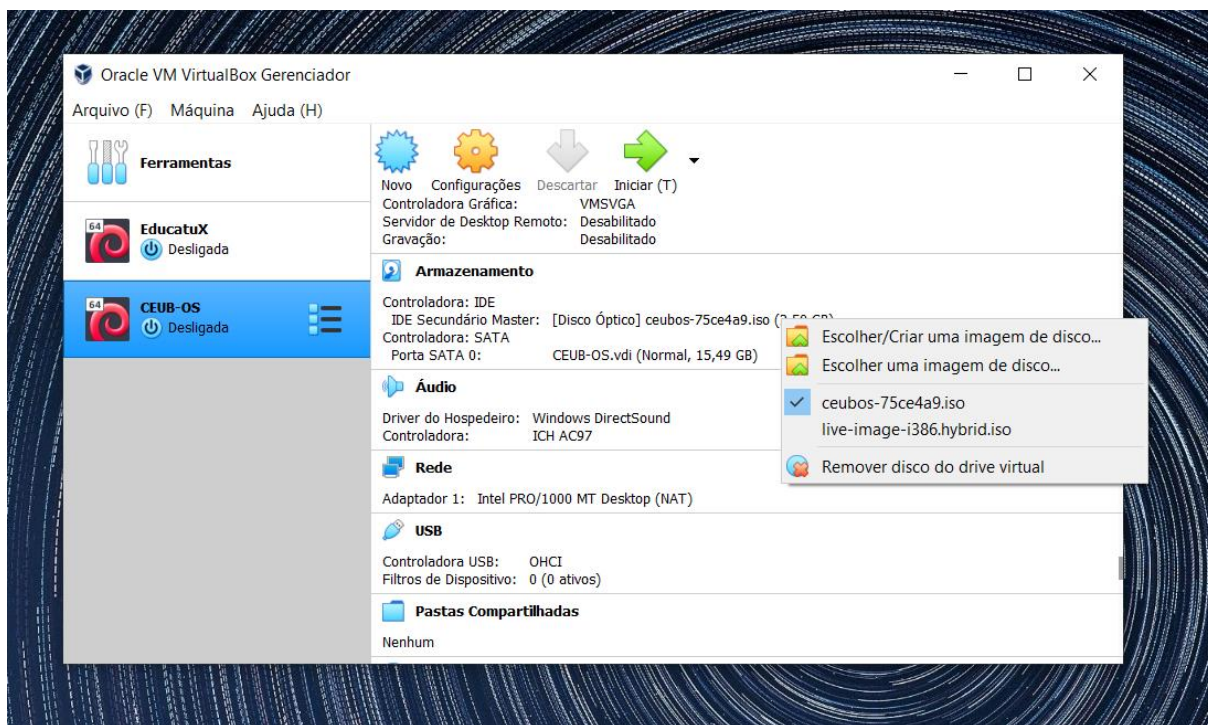 Oracle VM VirtualBox Gerenciador
Arquivo (F) Máquina Ajuda (H)
Ferramentas
64
EducatuX
Desligada
64
CEUB-OS
Desligada
Novo Configurações Descartar Iniciar (T)
Controladora Gráfica: VMSVGA
Servidor de Desktop Remoto: Desabilitado
Gravação: Desabilitado
Armazenamento
Controladora: IDE
IDE Secundário Master: [Disco Óptico] ceubos-75ce4a9.iso
Controladora: SATA
Porta SATA 0: CEUB-OS.vdi (Normal, 15,49 GB)
Áudio
Driver do Hospedeiro: Windows DirectSound
Controladora: ICH AC97
Rede
Adaptador 1: Intel PRO/1000 MT Desktop (NAT)
USB
Controladora USB: OHCI
Filtros de Dispositivo: 0 (0 ativos)
Pastas Compartilhadas
Nenhum
Escolher/Criar uma imagem de disco...
Escolher uma imagem de disco...
ceubos-75ce4a9.iso
live-image-i386.hybrid.iso
Remover disco do drive virtual